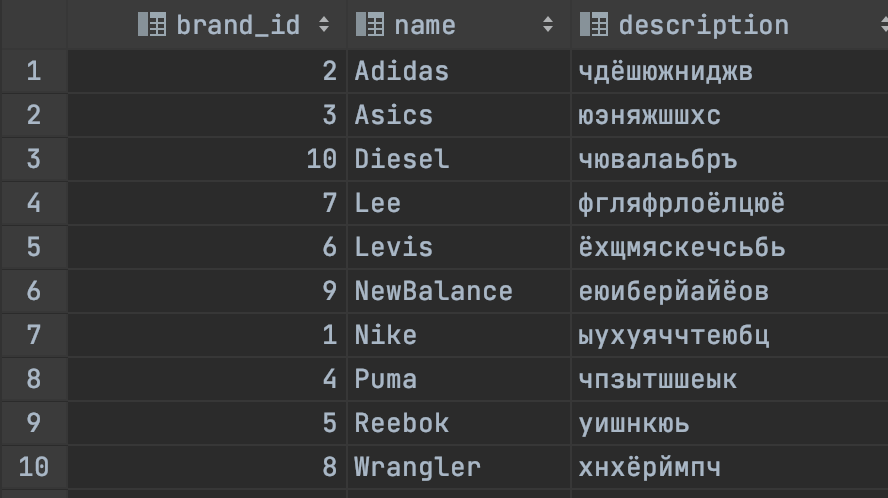 brand_id name description
1 2 Adidas чдёшюжниджв
2 3 Asics юэняжшшхс
3 10 Diesel чювалаьбръ
4 7 Lee фгляфрлоёлцюё
5 6 Levis ёхщмяскечсьбь
6 9 NewBalance еюиберйайёов
7 1 Nike ыухуяччтеюбц
8 4 Puma чпзытшшеык
9 5 Reebok уишнкюь
10 8 Wrangler хнхёрймпч